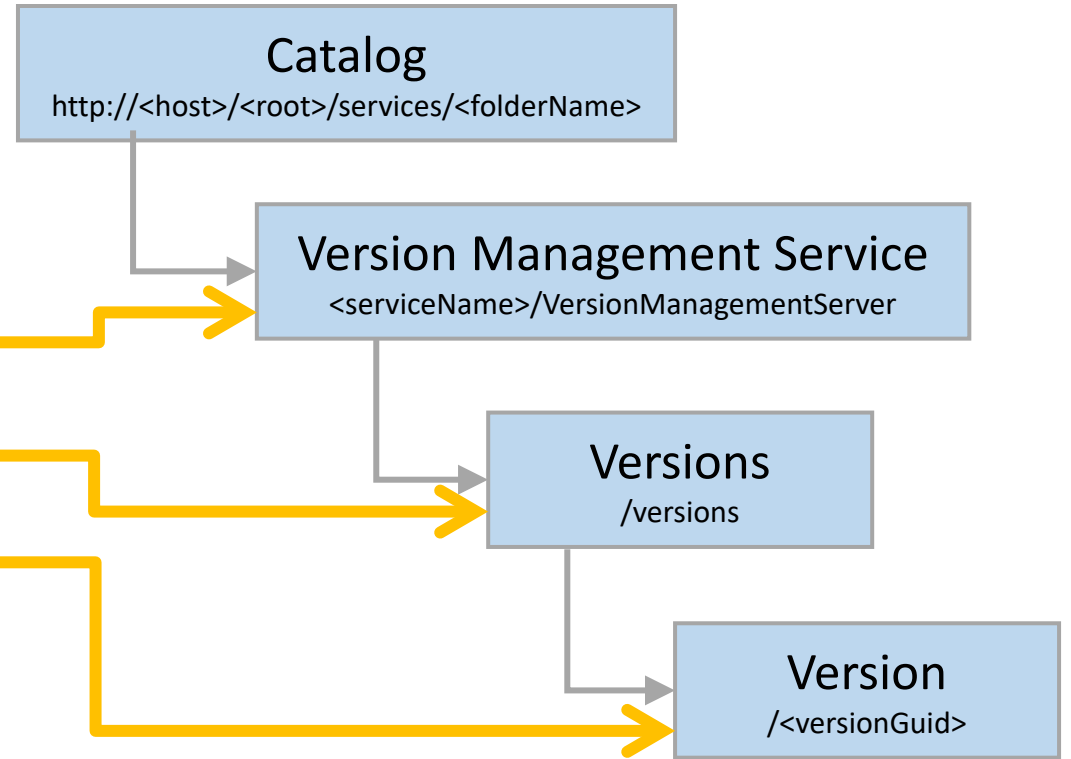 Catalog
http://<host>/<root>/services/<folderName>
Version Management Service
<serviceName>/VersionManagementServer
Versions
/versions
Version
/<versionGuid>